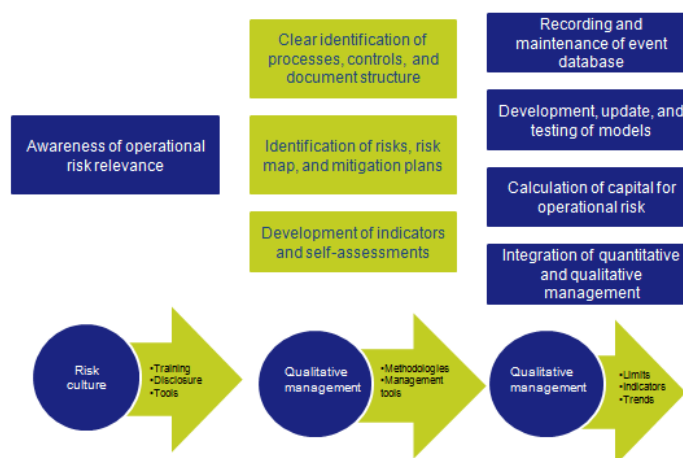 Awareness of operational
risk relevance
Clear identification of
processes, controls, and
document structure
Identification of risks, risk
map, and mitigation plans
Development of indicators
and self-assessments
Recording and
maintenance of event
database
Development, update, and
testing of models
Calculation of capital for
operational risk
Integration of quantitative
and qualitative
management
Risk
culture
•Training
•Disclosure
•Tools
Qualitative
management
•Methodologies
•Management
tools
Qualitative
management
•Limits
•Indicators
•Trends